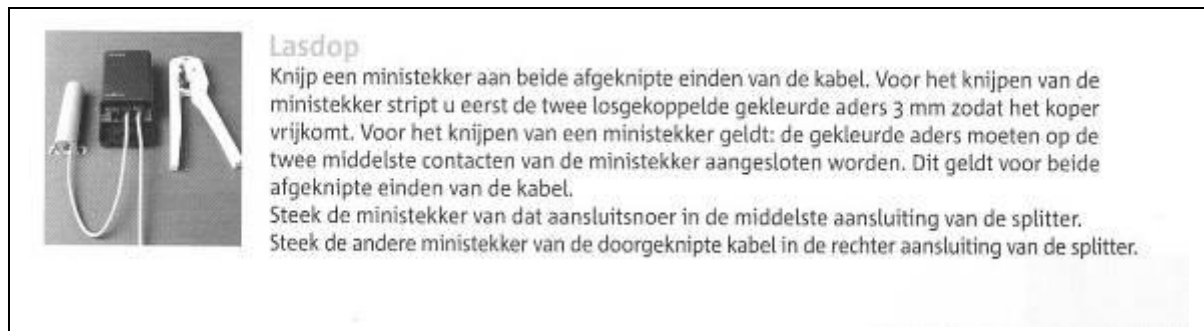 Lasdop
Knijp een ministekker aan beide afgeknipte einden van de kabel. Voor het knijpen van de
ministekker stript u eerst de twee losgekoppelde gekleurde aders 3 mm zodat het koper
vrijkomt. Voor het knijpen van een ministekker geldt: de gekleurde aders moeten op de
twee middelste contacten van de ministekker aangesloten worden. Dit geldt voor beide
afgeknipte einden van de kabel.
Steek de ministekker van dat aansluitsnoer in de middelste aansluiting van de splitter.
Steek de andere ministekker van de doorgeknipte kabel in de rechter aansluiting van de splitter.